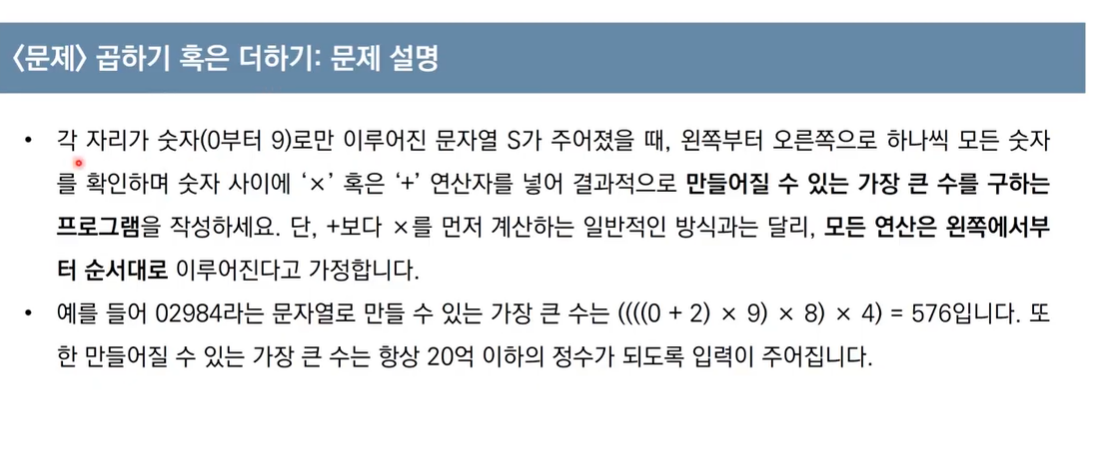 〈문제〉 곱하기 혹은 더하기: 문제 설명
• 각 자리가 숫자(0부터 9)로만 이루어진 문자열 S가 주어졌을 때, 왼쪽부터 오른쪽으로 하나씩 모든 숫자
를 확인하며 숫자 사이에 ‘×’ 혹은 ‘+’ 연산자를 넣어 결과적으로 만들어질 수 있는 가장 큰 수를 구하는
프로그램을 작성하세요. 단, +보다 ×를 먼저 계산하는 일반적인 방식과는 달리, 모든 연산은 왼쪽에서부
터 순서대로 이루어진다고 가정합니다.
• 예를 들어 02984라는 문자열로 만들 수 있는 가장 큰 수는 ((((0 + 2) × 9) × 8) × 4) = 576입니다. 또
한 만들어질 수 있는 가장 큰 수는 항상 20억 이하의 정수가 되도록 입력이 주어집니다.